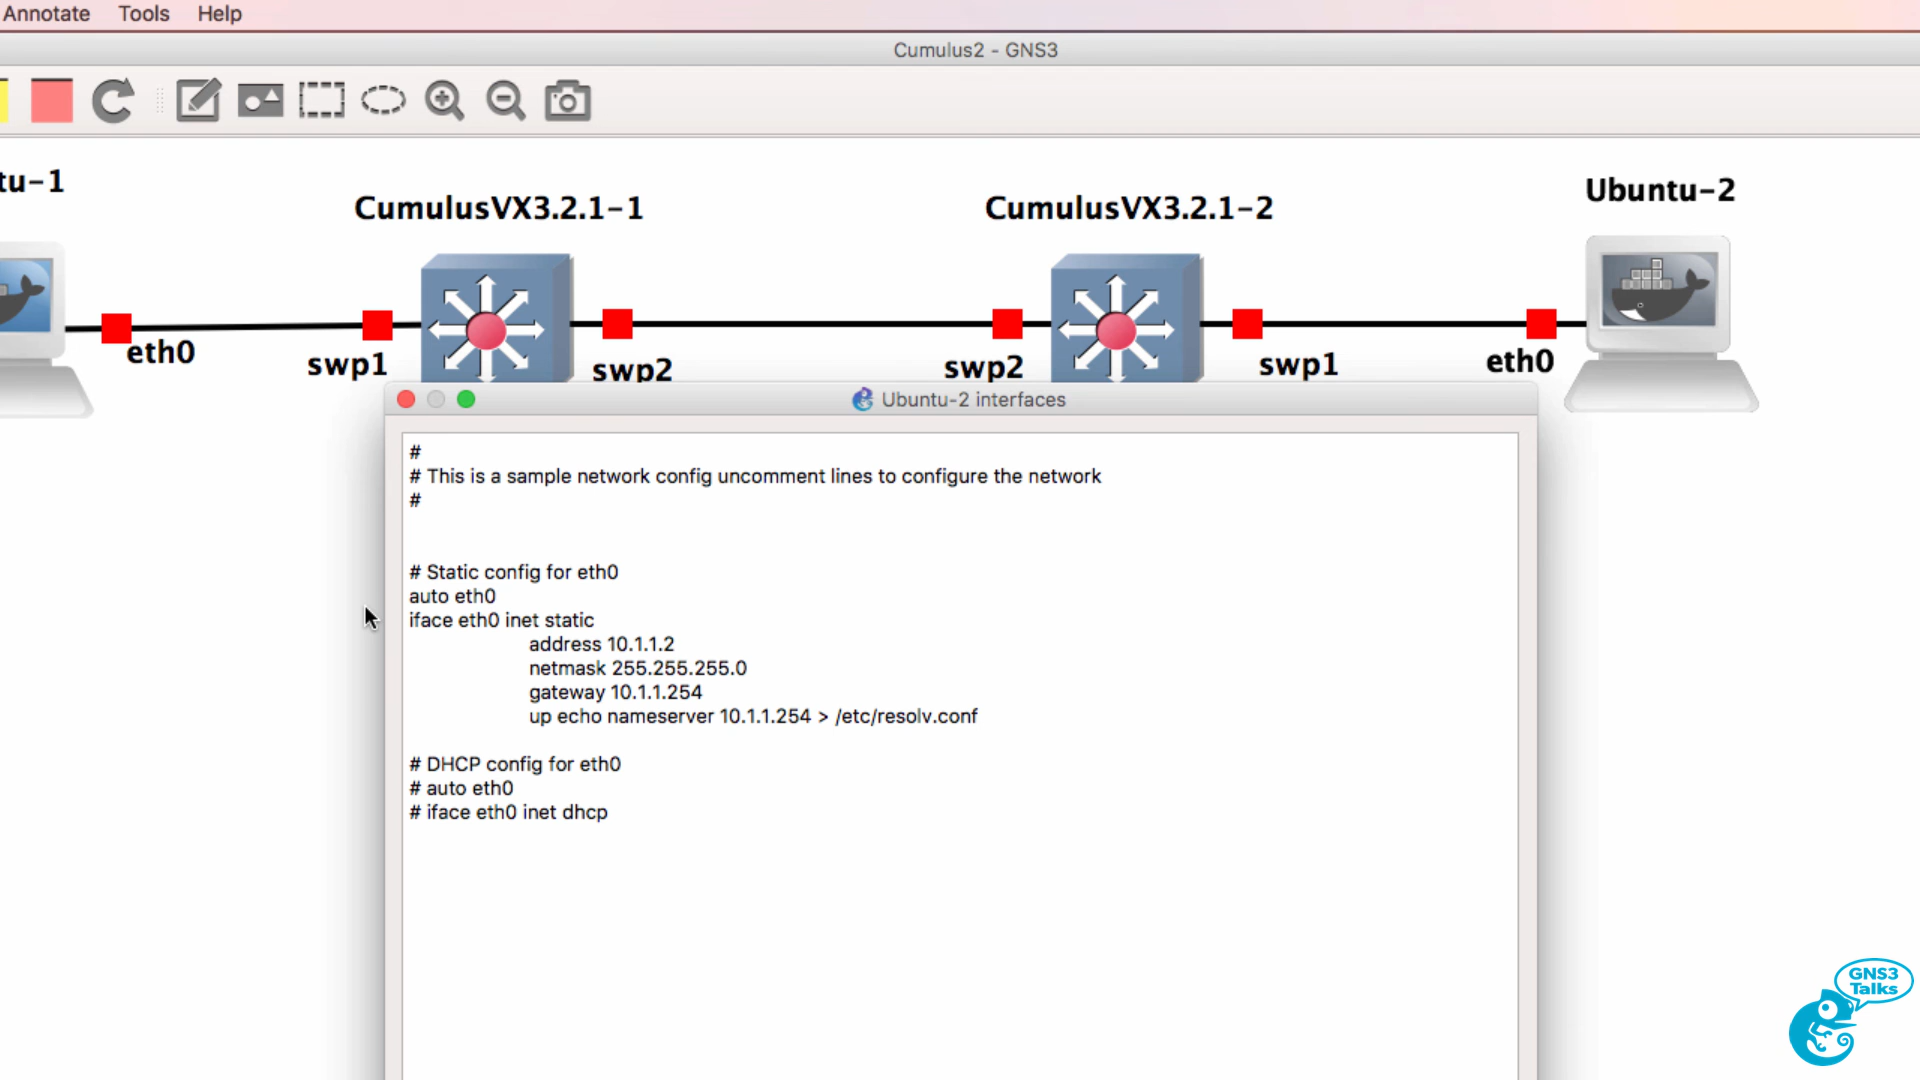 Annotate Tools Help
Cumulus2 - GNS3
tu-1
CumulusVX3.2.1-1
CumulusVX3.2.1-2
Ubuntu-2
eth0
swp1
swp2
swp2
swp1
eth0
Ubuntu-2 interfaces
#
# This is a sample network config uncomment lines to configure the network
#
# Static config for eth0
auto eth0
iface eth0 inet static
address 10.1.1.2
netmask 255.255.255.0
gateway 10.1.1.254
up echo nameserver 10.1.1.254 > /etc/resolv.conf
# DHCP config for eth0
# auto eth0
# iface eth0 inet dhcp
GNS3
Talks